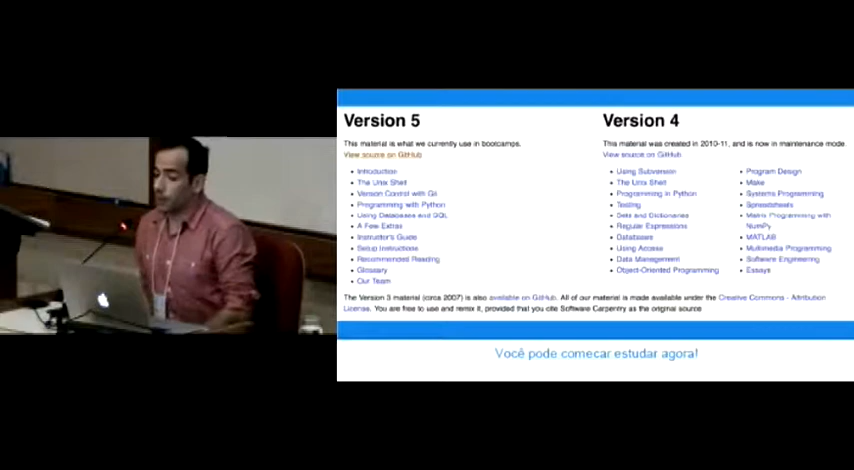 Version 5
This material is what we currently use in bootcamps.
View source on GitHub
• Introduction
• The Unix Shell
• Version Control with Git
• Programming with Python
• Using Databases and SQL
• A Few Extras
• Instructor's Guide
• Setup Instructions
• Recommended Reading
• Glossary
• Our Team
Version 4
This material was created in 2010-11, and is now in maintenance mode
View source on GitHub
• Using Subversion
• The Unix Shell
• Programming in Python
• Testing
• Sets and Dictionaries
• Regular Expressions
• Databases
• Using Access
• Data Management
• Object-Oriented Programming
• Program Design
• Make
• Systems Programming
• Spreadsheets
• Matrix Programming with
NumPy
• MATLAB
• Multimedia Programming
• Software Engineering
• Essays
The Version 3 material (circa 2007) is also available on GitHub. All of our material is made available under the Creative Commons - Attribution
License. You are free to use and remix it, provided that you cite Software Carpentry as the original source
Você pode comecar estudar agora!